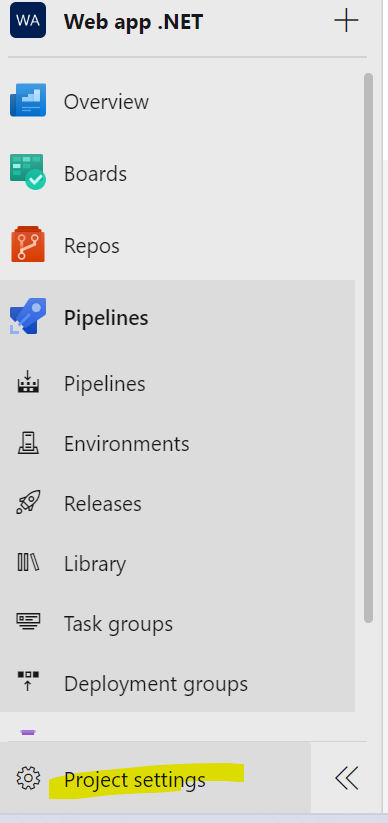 WA Web app .NET
Overview
Boards
Repos
Pipelines
Pipelines
Environments
Releases
Library
Task groups
Deployment groups
Project settings